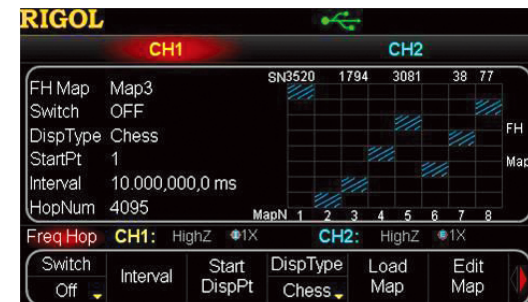 RIGOL
CH1 CH2
FH Map Map3
Switch OFF
DispType Chess
StartPt 1
Interval 10.000,000,0 ms
HopNum 4095
SN3520 1794 3081 38 77
FH
Map
MapN 1 2 3 4 5 6 7 8
Freq Hop CH1: HighZ 1X CH2: HighZ 1X
Switch Interval Start DispType Load Edit
Off DispPt Chess Map Map